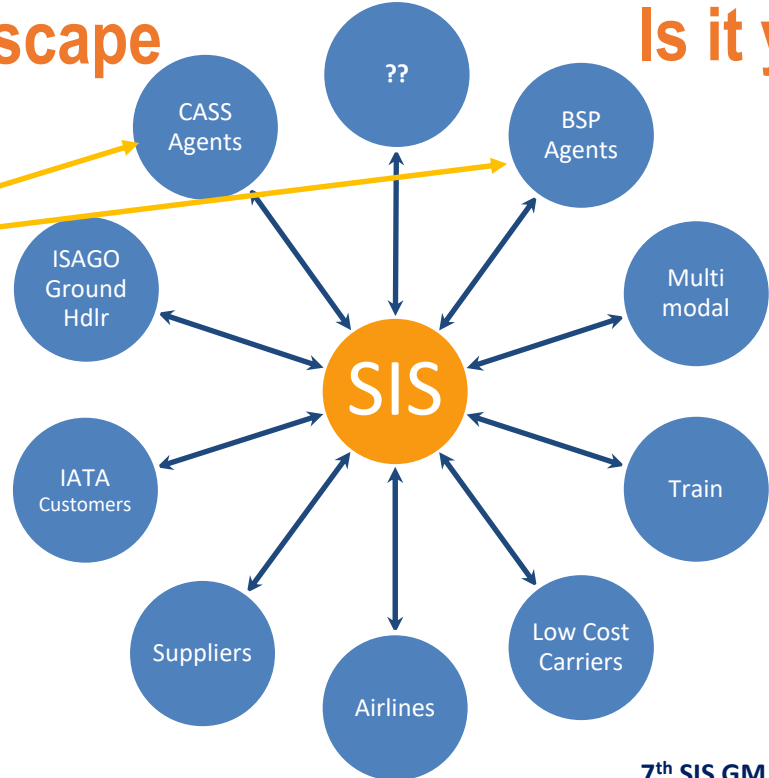 scape
Is it y
??
CASS
Agents
BSP
Agents
ISAGO
Ground
Hdlr
Multi
modal
SIS
IATA
Customers
Train
Suppliers
Low Cost
Carriers
Airlines
7th SIS GM